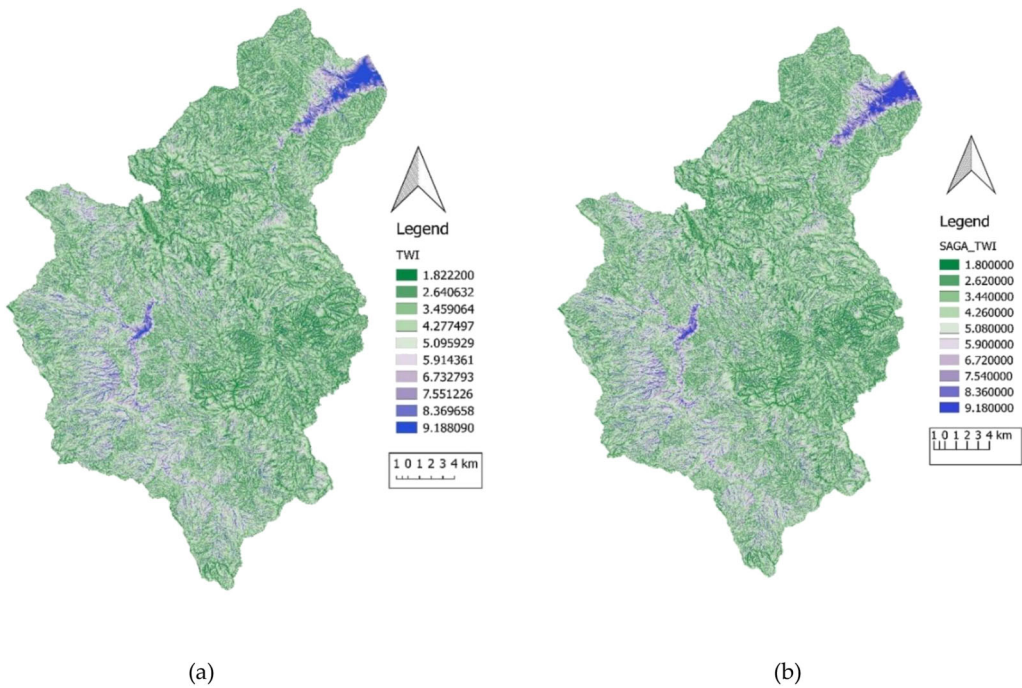 Legend
TWI
1.822200
2.640632
3.459064
4.277497
5.095929
5.914361
6.732793
7.551226
8.369658
9.188090
1 0 1 2 3 4 km
Legend
SAGA_TWI
1.800000
2.620000
3.440000
4.260000
5.080000
5.900000
6.720000
7.540000
8.360000
9.180000
1 0 1 2 3 4 km
(a)
(b)